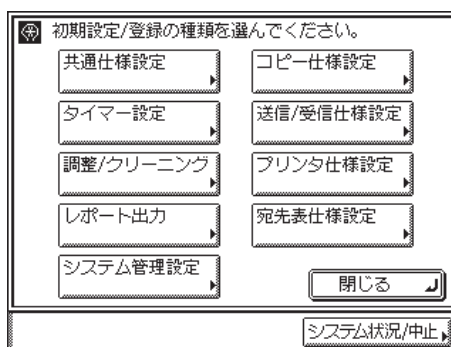 初期設定/登録の種類を選んでください。
共通仕様設定
コピー仕様設定
タイマー設定
送信/受信仕様設定
調整/クリーニング
プリンタ仕様設定
レポート出力
宛先表仕様設定
システム管理設定
閉じる
システム状況/中止